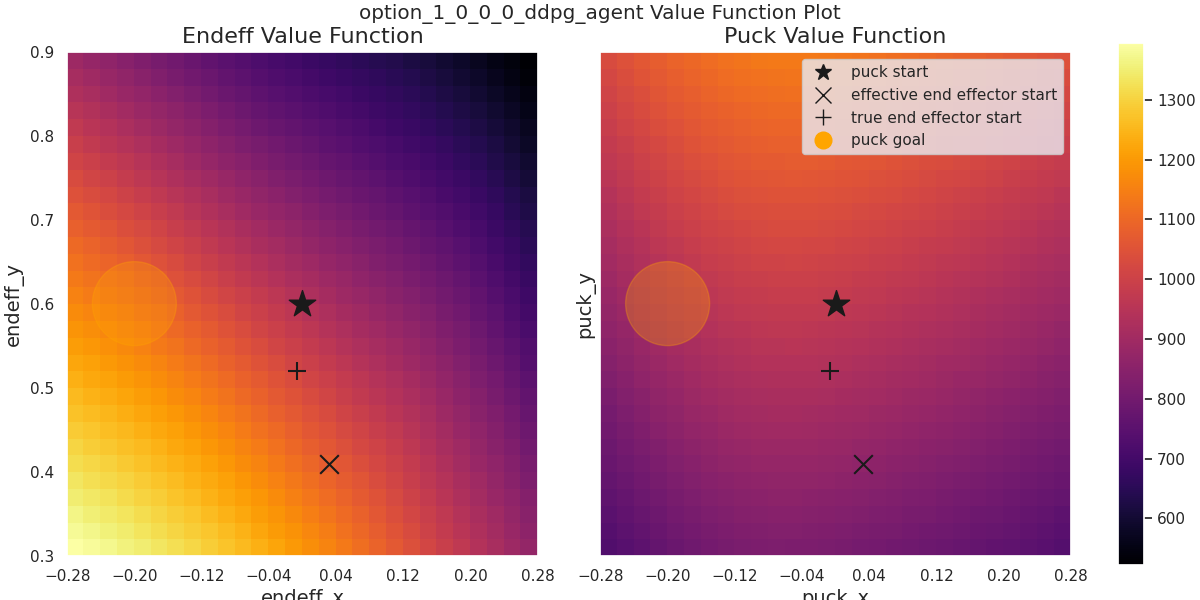 option_1_0_0_0_ddpg_agent Value Function Plot
Endeff Value Function
Puck Value Function
puck start
effective end effector start
true end effector start
puck goal
endeff_y
0.9
0.8
0.7
0.6
0.5
0.4
0.3
−0.28 −0.20 −0.12 −0.04 0.04 0.12 0.20 0.28
endeff_x
puck_y
−0.28 −0.20 −0.12 −0.04 0.04 0.12 0.20 0.28
puck_x
1300
1200
1100
1000
900
800
700
600